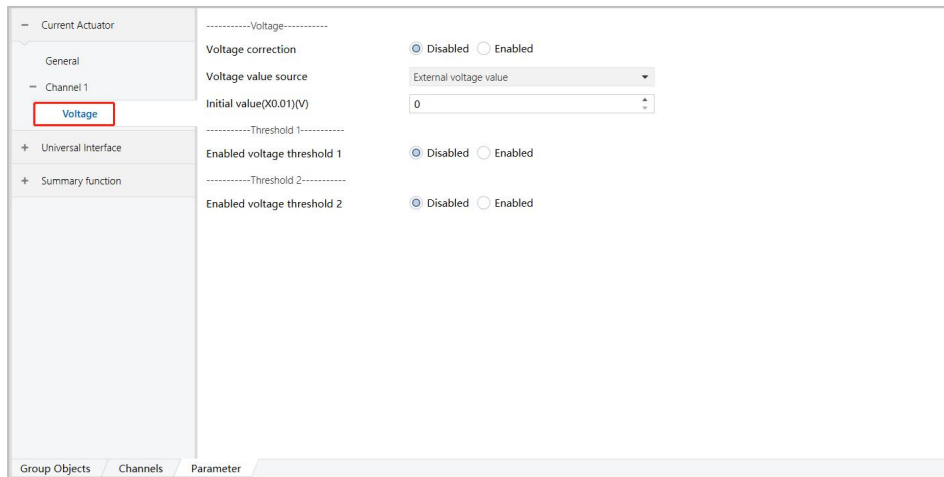 − Current Actuator
General
− Channel 1
Voltage
+ Universal Interface
+ Summary function
-----------Voltage-----------
Voltage correction Disabled Enabled
Voltage value source External voltage value
Initial value(X0.01)(V) 0
-----------Threshold 1-----------
Enabled voltage threshold 1 Disabled Enabled
-----------Threshold 2-----------
Enabled voltage threshold 2 Disabled Enabled
Group Objects Channels Parameter